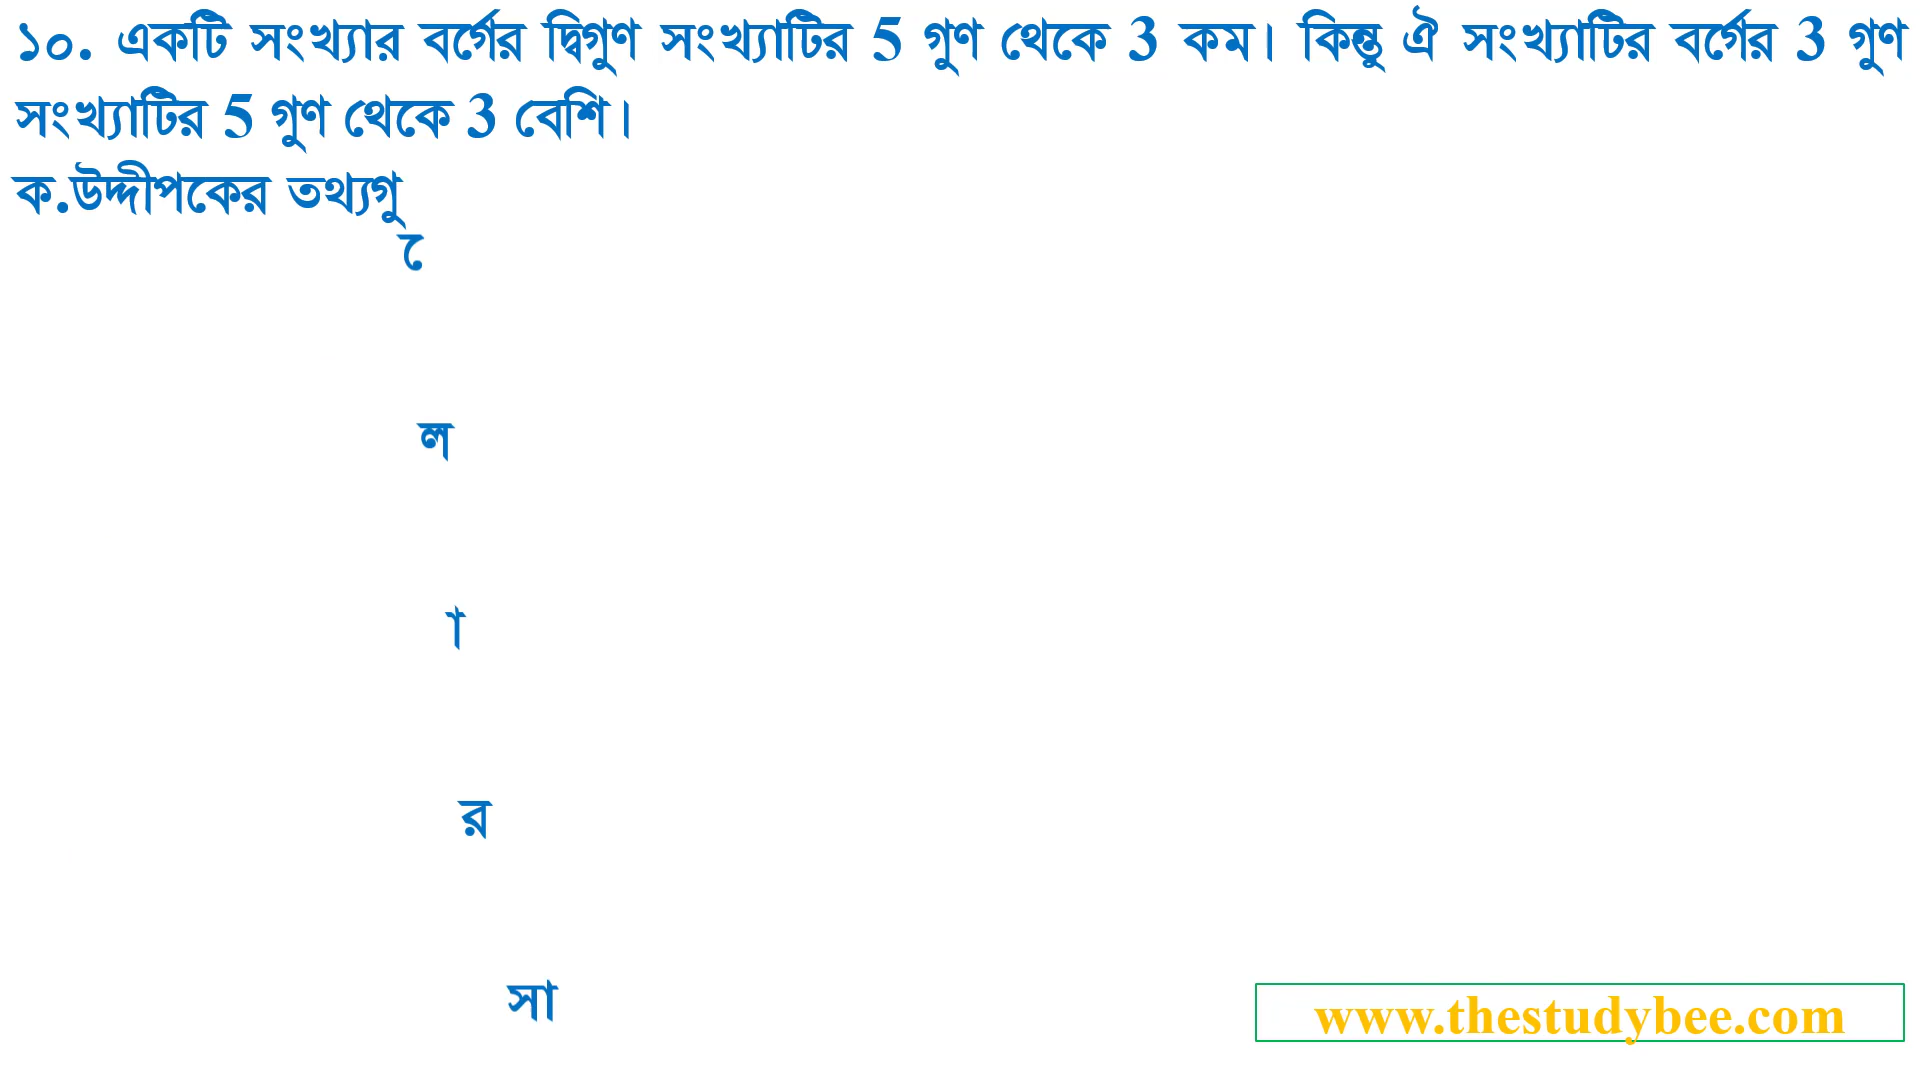 ১০. একটি সংখ্যার বর্গের দ্বিগুণ সংখ্যাটির 5 গুণ থেকে 3 কম। কিন্তু ঐ সংখ্যাটির বর্গের 3 গুণ
সংখ্যাটির 5 গুণ থেকে 3 বেশি।
ক.উদ্দীপকের তথ্যগু
ে
ল
া
র
সা
www.thestudybee.com